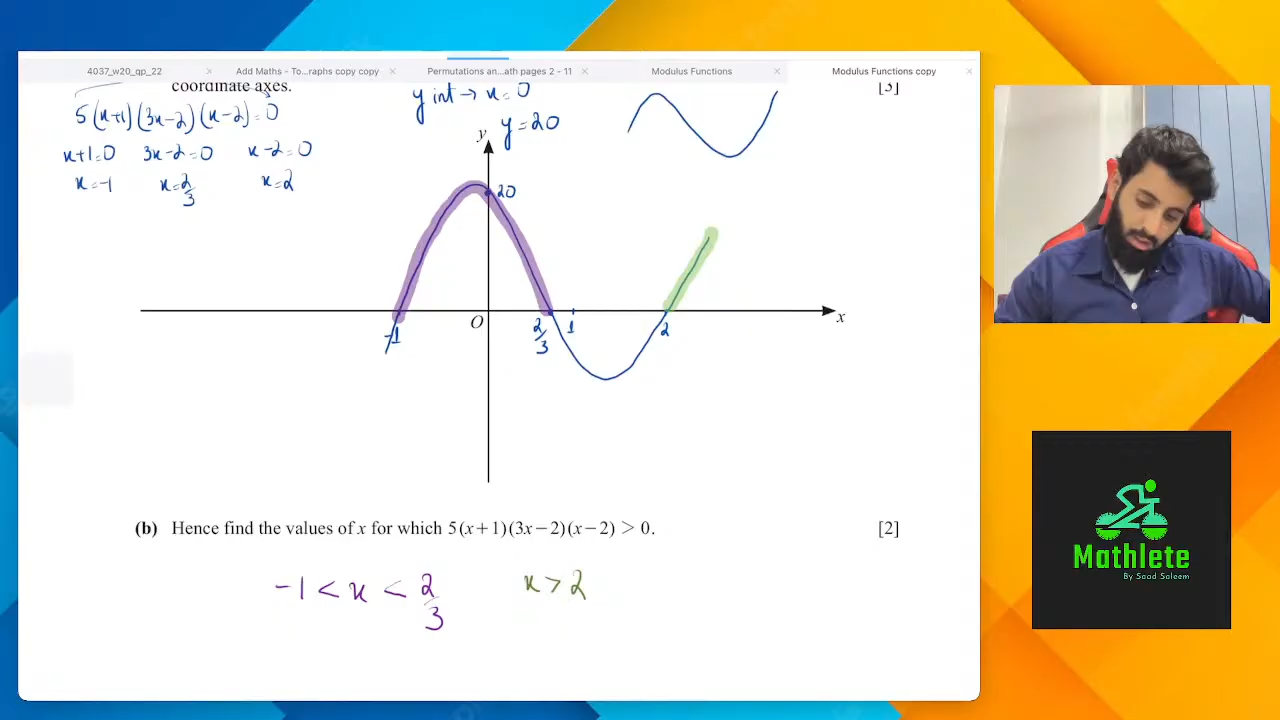 4037_w20_qp_22 × Add Maths - To...raphs copy copy × Permutations an...ath pages 2 - 11 × Modulus Functions × Modulus Functions copy ×
coordinate axes. [3]
5(x+1)(3x-2)(x-2)=0
x+1=0 3x-2=0 x-2=0
x=-1 x=2/3 x=2
y int → x=0
y=20
y
20
-1 O 2/3 1 2 x
(b) Hence find the values of x for which 5(x+1)(3x−2)(x−2) > 0. [2]
-1 < x < 2/3 x > 2
Mathlete
By Saad Saleem